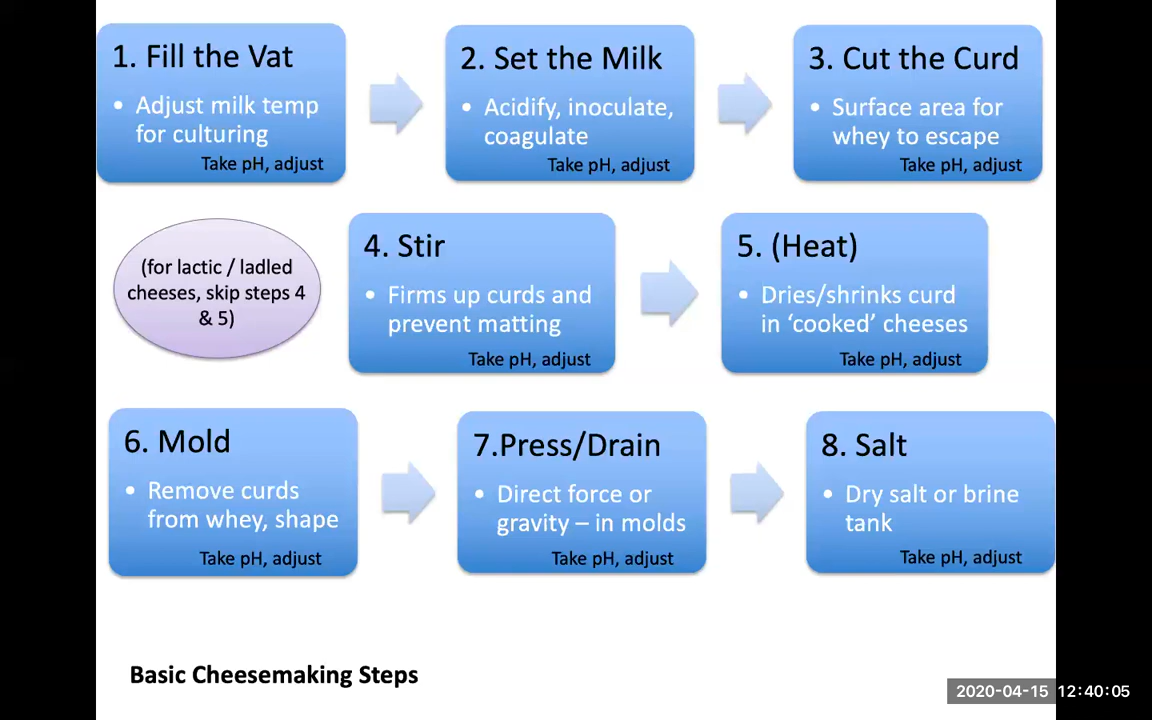 1. Fill the Vat
• Adjust milk temp
for culturing
Take pH, adjust
2. Set the Milk
• Acidify, inoculate,
coagulate
Take pH, adjust
3. Cut the Curd
• Surface area for
whey to escape
Take pH, adjust
(for lactic / ladled
cheeses, skip steps 4
& 5)
4. Stir
• Firms up curds and
prevent matting
Take pH, adjust
5. (Heat)
• Dries/shrinks curd
in ‘cooked’ cheeses
Take pH, adjust
6. Mold
• Remove curds
from whey, shape
Take pH, adjust
7.Press/Drain
• Direct force or
gravity – in molds
Take pH, adjust
8. Salt
• Dry salt or brine
tank
Take pH, adjust
Basic Cheesemaking Steps
2020-04-15 12:40:05